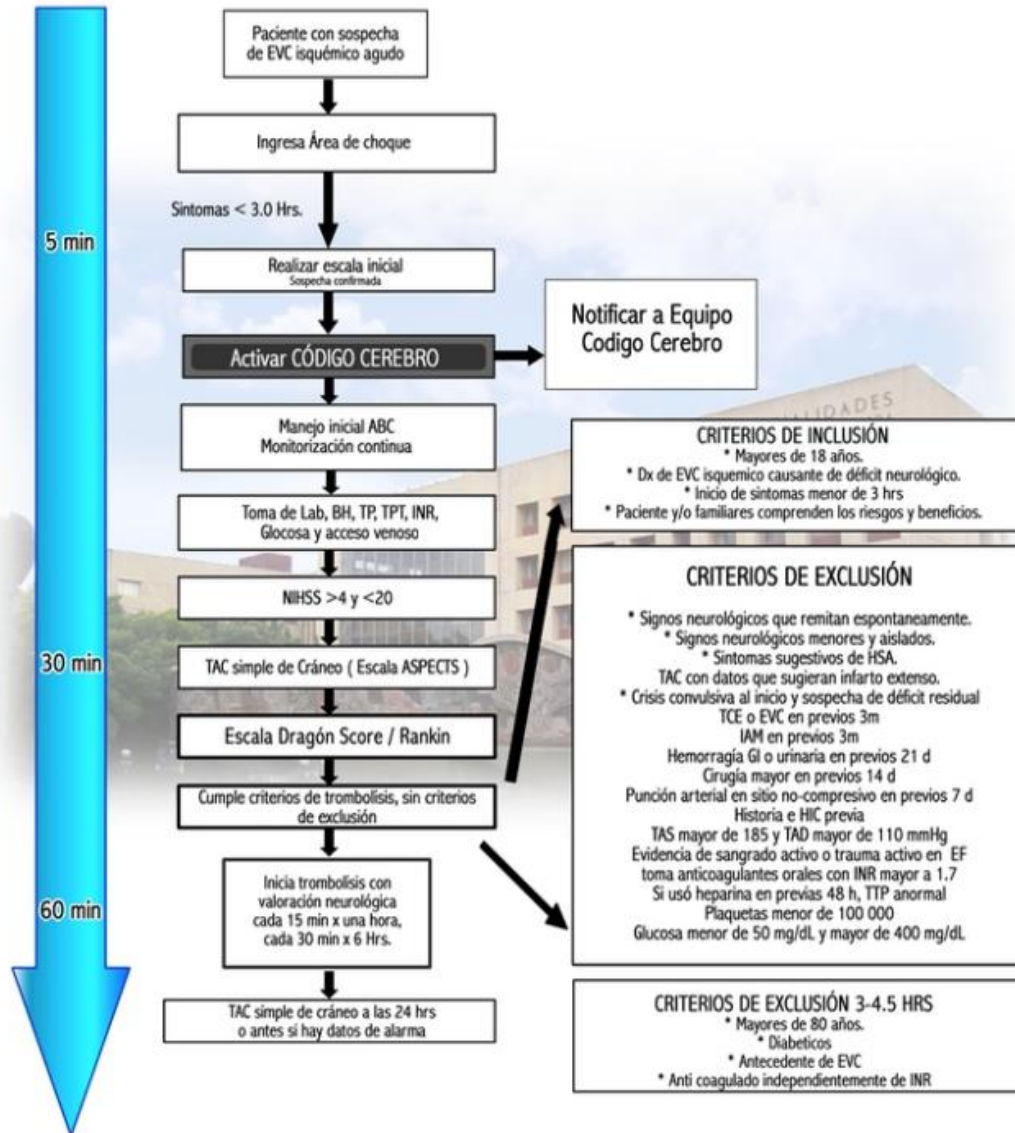 Paciente con sospecha
de EVC isquémico agudo
Ingresa Área de choque
Sintomas < 3.0 Hrs.
5 min
Realizar escala inicial
Sospecha confirmada
Activar CÓDIGO CEREBRO
Notificar a Equipo
Codigo Cerebro
Manejo inicial ABC
Monitorización continua
Toma de Lab, BH, TP, TPT, INR,
Glocosa y acceso venoso
NIHSS >4 y <20
30 min
TAC simple de Cráneo ( Escala ASPECTS )
Escala Dragón Score / Rankin
Cumple criterios de trombolísis, sin criterios
de exclusión
60 min
Inicia trombolísis con
valoración neurológica
cada 15 min x una hora,
cada 30 min x 6 Hrs.
TAC simple de cráneo a las 24 hrs
o antes si hay datos de alarma
CRITERIOS DE INCLUSIÓN
* Mayores de 18 años.
* Dx de EVC isquemico causante de déficit neurológico.
* Inicio de sintomas menor de 3 hrs
* Paciente y/o familiares comprenden los riesgos y beneficios.
CRITERIOS DE EXCLUSIÓN
* Signos neurológicos que remitan espontaneamente.
* Signos neurológicos menores y aislados.
* Sintomas sugestivos de HSA.
TAC con datos que sugieran infarto extenso.
* Crisis convulsiva al inicio y sospecha de déficit residual
TCE o EVC en previos 3m
IAM en previos 3m
Hemorragía GI o urinaria en previos 21 d
Cirugía mayor en previos 14 d
Punción arterial en sitio no-compresivo en previos 7 d
Historia e HIC previa
TAS mayor de 185 y TAD mayor de 110 mmHg
Evidencia de sangrado activo o trauma activo en EF
toma anticoagulantes orales con INR mayor a 1.7
Si usó heparina en previas 48 h, TTP anormal
Plaquetas menor de 100 000
Glucosa menor de 50 mg/dL y mayor de 400 mg/dL
CRITERIOS DE EXCLUSIÓN 3-4.5 HRS
* Mayores de 80 años.
* Diabeticos
* Antecedente de EVC
* Anti coagulado independientemente de INR